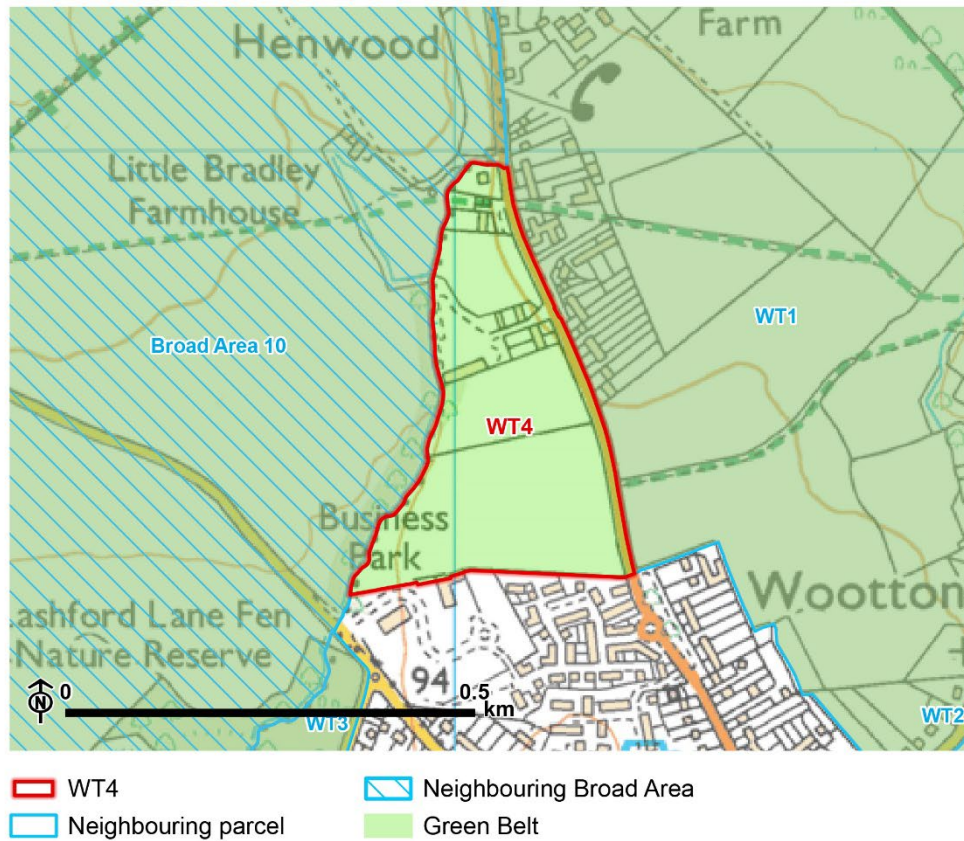 Henwood
Farm
Little Bradley
Farmhouse
WT1
Broad Area 10
WT4
Business
Park
Wootton
ashford Lane Fen
Nature Reserve
94
0
0.5
km
N
WT3
WT2
WT4
Neighbouring Broad Area
Neighbouring parcel
Green Belt